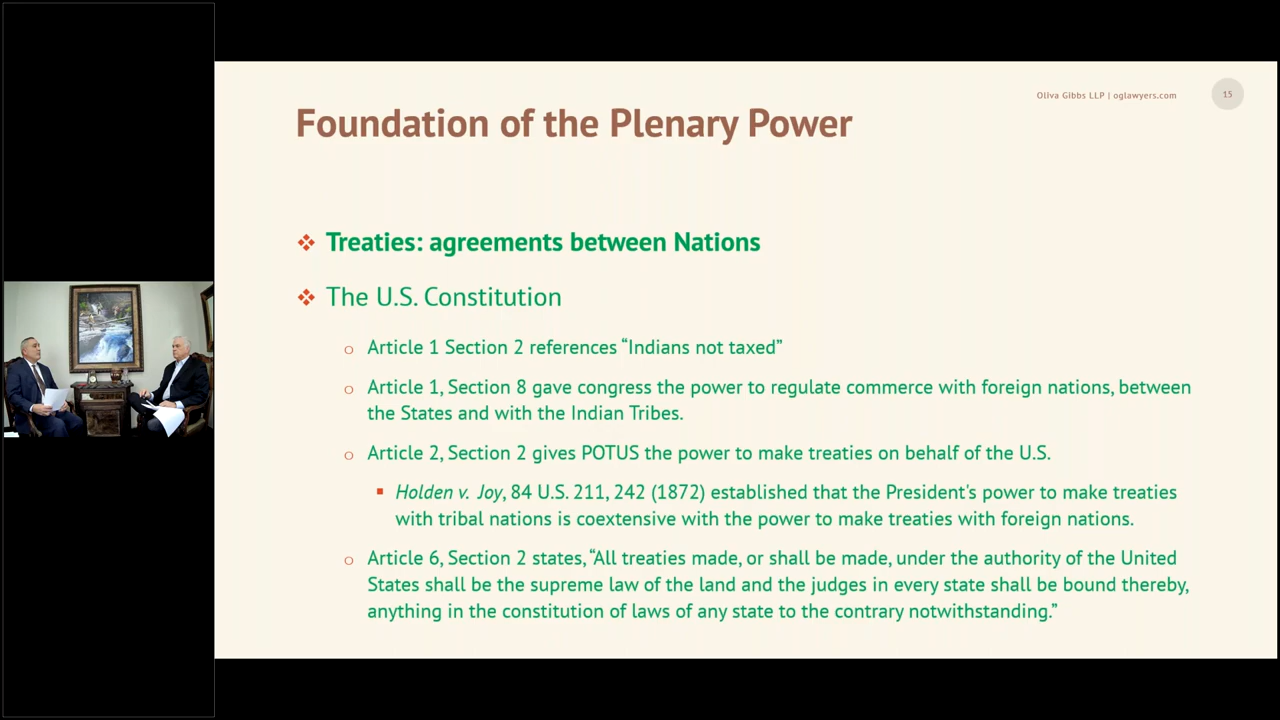 Oliva Gibbs LLP | oglawyers.com
15
Foundation of the Plenary Power
Treaties: agreements between Nations
The U.S. Constitution
Article 1 Section 2 references “Indians not taxed”
Article 1, Section 8 gave congress the power to regulate commerce with foreign nations, between
the States and with the Indian Tribes.
Article 2, Section 2 gives POTUS the power to make treaties on behalf of the U.S.
Holden v. Joy, 84 U.S. 211, 242 (1872) established that the President's power to make treaties
with tribal nations is coextensive with the power to make treaties with foreign nations.
Article 6, Section 2 states, “All treaties made, or shall be made, under the authority of the United
States shall be the supreme law of the land and the judges in every state shall be bound thereby,
anything in the constitution of laws of any state to the contrary notwithstanding.”